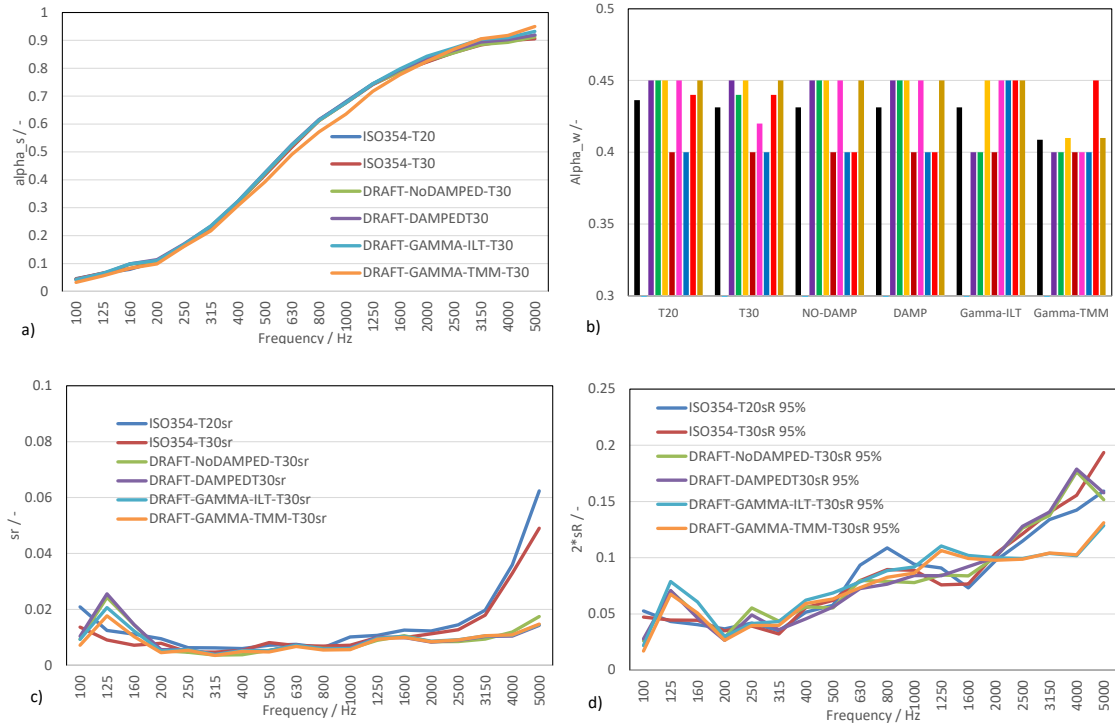 alpha_s / -
1
0.9
0.8
0.7
0.6
0.5
0.4
0.3
0.2
0.1
0
ISO354-T20
ISO354-T30
DRAFT-NoDAMPED-T30
DRAFT-DAMPEDT30
DRAFT-GAMMA-ILT-T30
DRAFT-GAMMA-TMM-T30
100 125 160 200 250 315 400 500 630 800 1000 1250 1600 2000 2500 3150 4000 5000
a)
Frequency / Hz
Alpha_w /-
0.5
0.45
0.4
0.35
0.3
T20 T30 NO-DAMP DAMP Gamma-ILT Gamma-TMM
b)
sr / -
0.1
0.08
0.06
0.04
0.02
0
ISO354-T20sr
ISO354-T30sr
DRAFT-NoDAMPED-T30sr
DRAFT-DAMPEDT30sr
DRAFT-GAMMA-ILT-T30sr
DRAFT-GAMMA-TMM-T30sr
100 125 160 200 250 315 400 500 630 800 1000 1250 1600 2000 2500 3150 4000 5000
c)
Frequency / Hz
2*sR / -
0.25
0.2
0.15
0.1
0.05
0
ISO354-T20sR 95%
ISO354-T30sR 95%
DRAFT-NoDAMPED-T30sR 95%
DRAFT-DAMPEDT30sR 95%
DRAFT-GAMMA-ILT-T30sR 95%
DRAFT-GAMMA-TMM-T30sR 95%
100 125 160 200 250 315 400 500 630 800 1000 1250 1600 2000 2500 3150 4000 5000
d)
Frequency / Hz